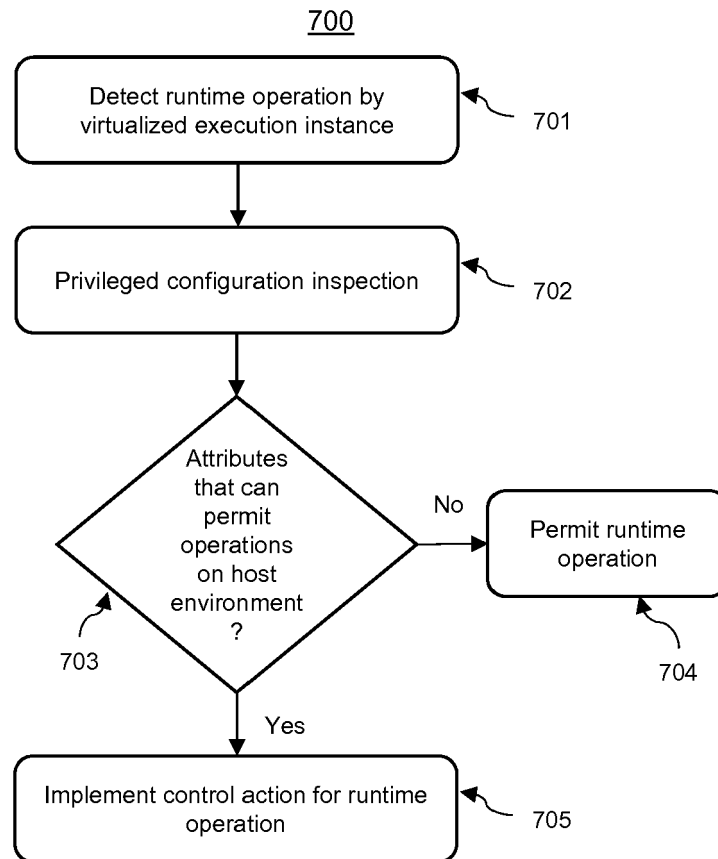 700
Detect runtime operation by
virtualized execution instance
701
Privileged configuration inspection
702
Attributes
that can
permit
operations
on host
environment
?
703
No
Permit runtime
operation
704
Yes
Implement control action for runtime
operation
705